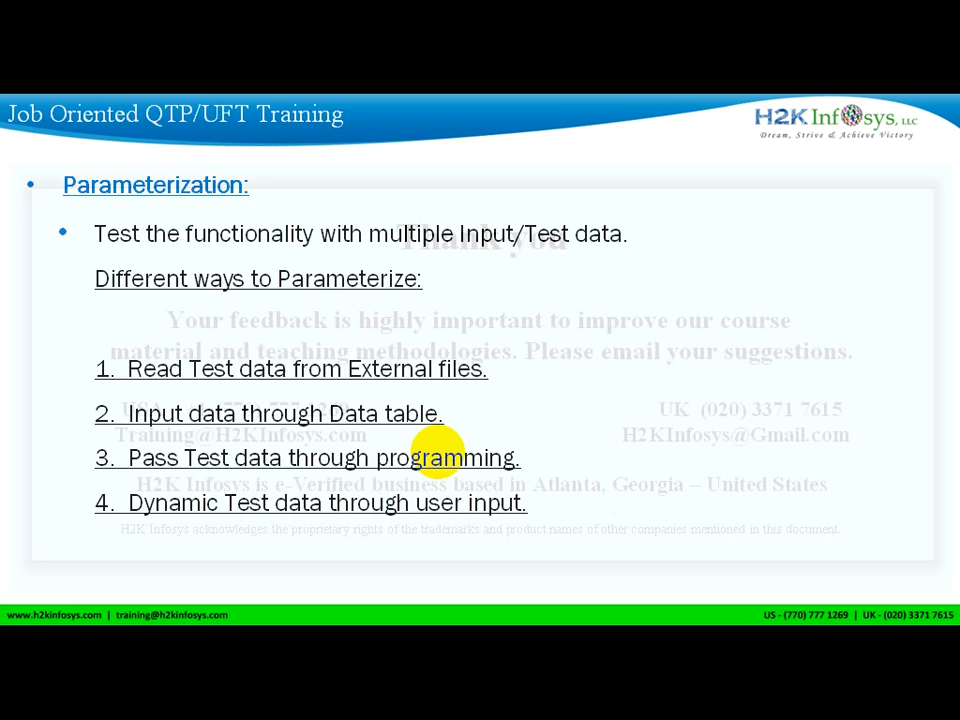 Job Oriented QTP/UFT Training
H2K Infosys, LLC
Dream, Strive & Achieve Victory
• Parameterization:
• Test the functionality with multiple Input/Test data.
Thank you
Different ways to Parameterize:
Your feedback is highly important to improve our course
material and teaching methodologies. Please email your suggestions.
1. Read Test data from External files.
UK (020) 3371 7615
2. Input data through Data table.
Training@H2KInfosys.com H2KInfosys@Gmail.com
3. Pass Test data through programming.
H2K Infosys is e-Verified business based in Atlanta, Georgia – United States
4. Dynamic Test data through user input.
H2K Infosys acknowledges the proprietary rights of the trademarks and product names of other companies mentioned in this document.
www.h2kinfosys.com | training@h2kinfosys.com US - (770) 777 1269 | UK - (020) 3371 7615